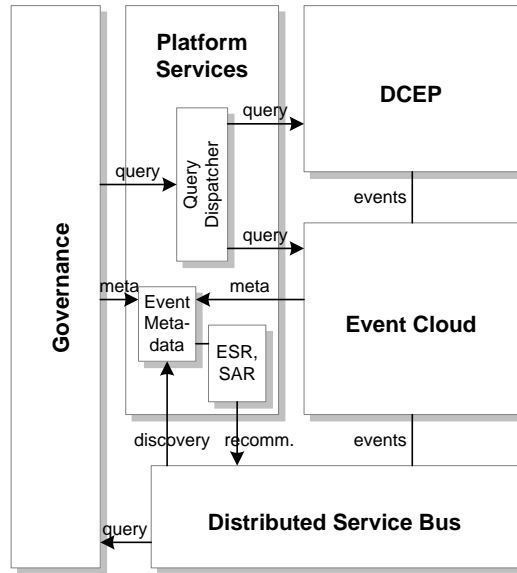 Platform
Services
DCEP
query
query
Query
Dispatcher
events
query
Governance
meta
meta
Event
Meta-
data
Event Cloud
ESR,
SAR
discovery
recomm.
events
query
Distributed Service Bus